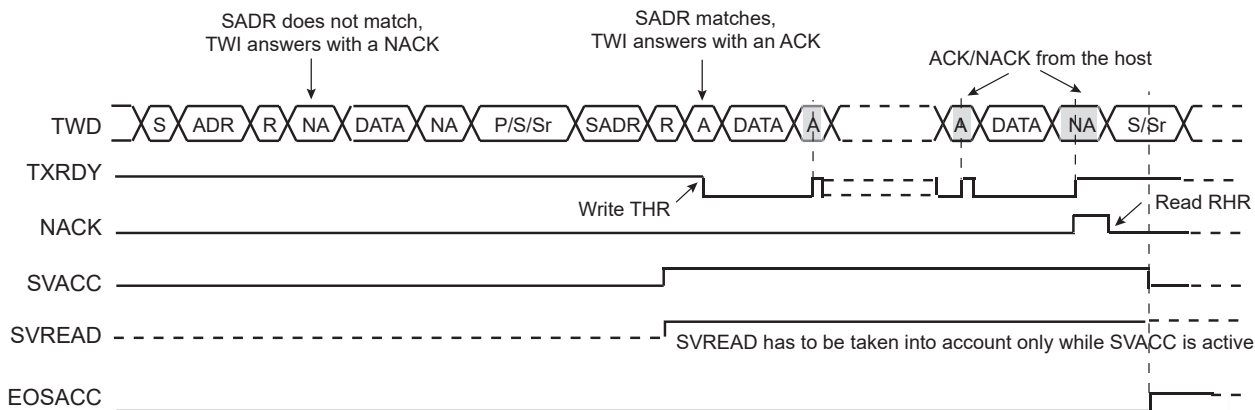 SADR does not match,
TWI answers with a NACK
SADR matches,
TWI answers with an ACK
ACK/NACK from the host
TWD S ADR R NA DATA NA P/S/Sr SADR R A DATA A A DATA NA S/Sr
TXRDY
Write THR
Read RHR
NACK
SVACC
SVREAD
SVREAD has to be taken into account only while SVACC is active
EOSACC